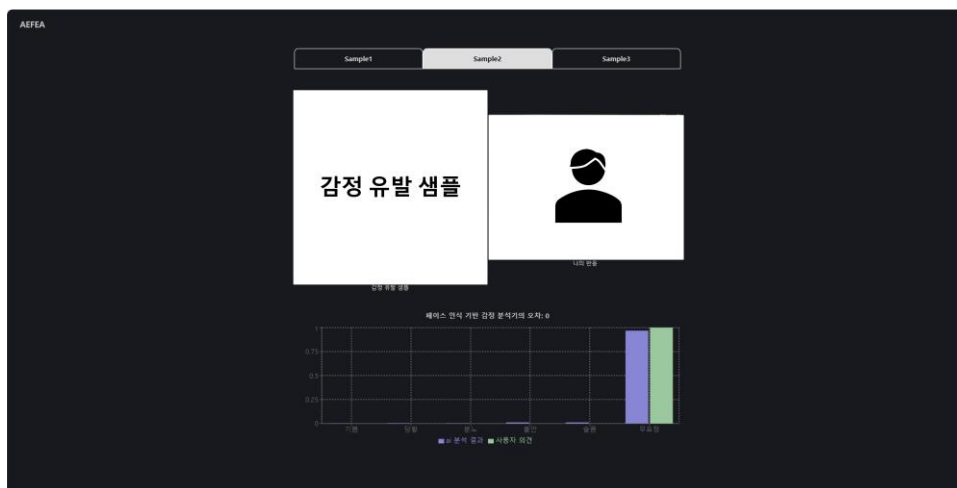 AEFEA
Sample1 Sample2 Sample3
감정 유발 샘플
나의 반응
감정 유발 샘플
페이스 인식 기반 감정 분석기의 오차: 0
1
0.75
0.5
0.25
0
기쁨 당황 분노 불안 슬픔 무표정
분석 결과 사용자 의견